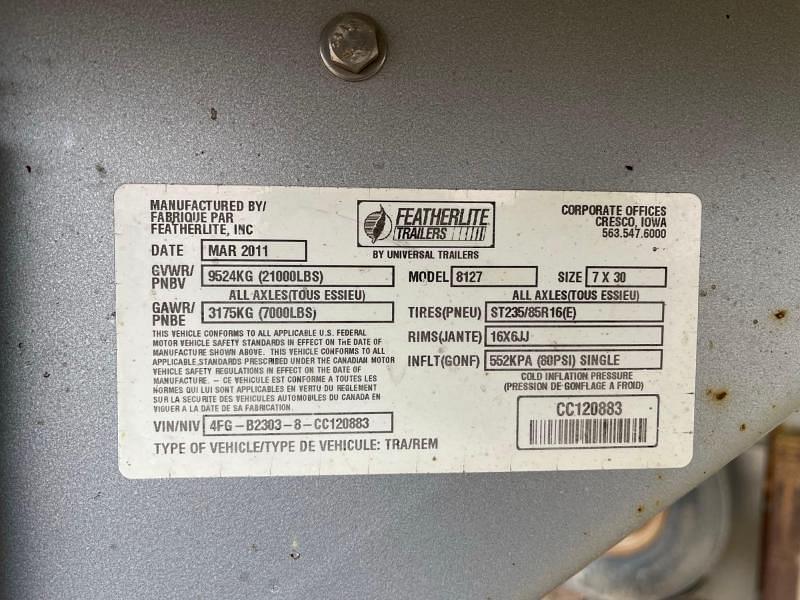 MANUFACTURED BY/
FABRIQUE PAR
FEATHERLITE, INC
FEATHERLITE
TRAILERS
BY UNIVERSAL TRAILERS
CORPORATE OFFICES
CRESCO, IOWA
563.547.6000
DATE MAR 2011
GVWR/
PNBV 9524KG (21000LBS)
MODEL 8127
SIZE 7 X 30
ALL AXLES(TOUS ESSIEU)
ALL AXLES(TOUS ESSIEU)
GAWR/
PNBE 3175KG (7000LBS)
TIRES(PNEU) ST235/85R16(E)
RIMS(JANTE) 16X6JJ
INFLT(GONF) 552KPA (80PSI) SINGLE
COLD INFLATION PRESSURE
(PRESSION DE GONFLAGE A FROID)
THIS VEHICLE CONFORMS TO ALL APPLICABLE U.S. FEDERAL
MOTOR VEHICLE SAFETY STANDARDS IN EFFECT ON THE DATE OF
MANUFACTURE SHOWN ABOVE. THIS VEHICLE CONFORMS TO ALL
APPLICABLE STANDARDS PRESCRIBED UNDER THE CANADIAN MOTOR
VEHICLE SAFETY REGULATIONS IN EFFECT ON THE DATE OF
MANUFACTURE. – CE VEHICULE EST CONFORME A TOUTES LES
NORMES QUI LUI SONT APPLICABLES EN VERTU DU REGLEMENT
SUR LA SECURITE DES VEHICULES AUTOMOBILES DU CANADA EN
VIGUER A LA DATE DE SA FABRICATION.
VIN/NIV 4FG – B2303 – 8 – CC120883
TYPE OF VEHICLE/TYPE DE VEHICULE: TRA/REM
CC120883